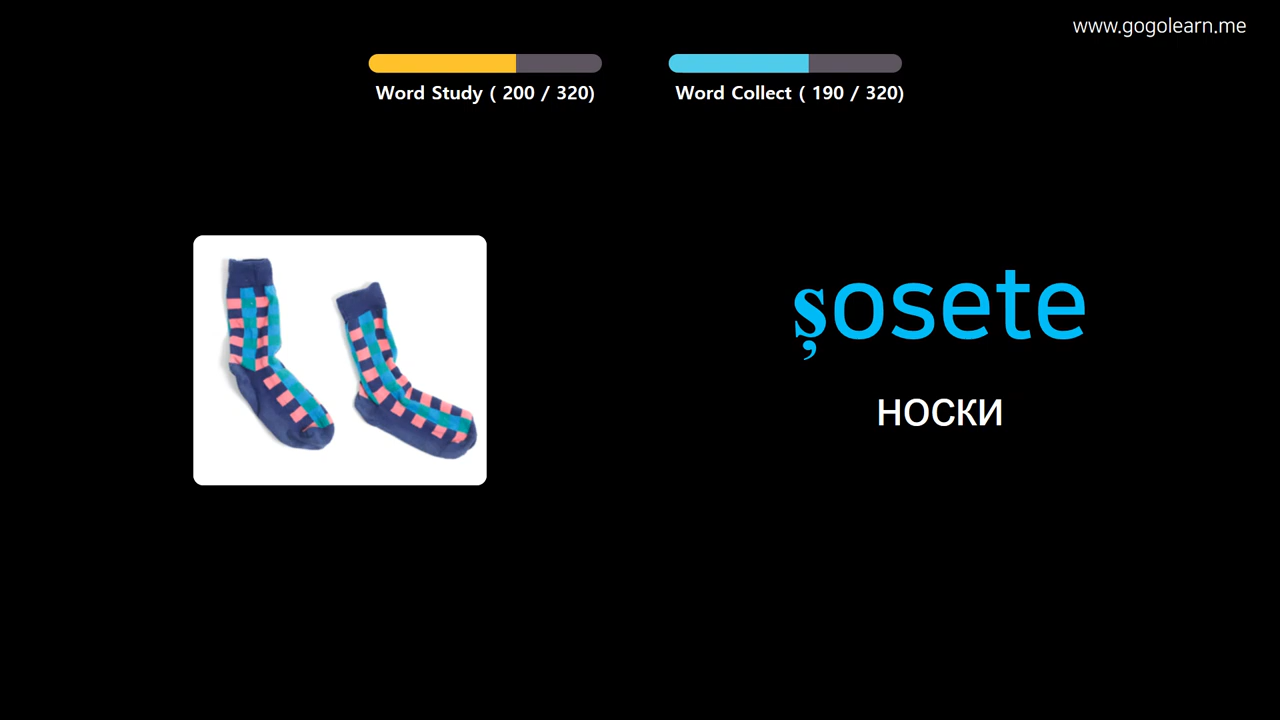 www.gogolearn.me
Word Study ( 200 / 320)
Word Collect ( 190 / 320)
șosete
носки